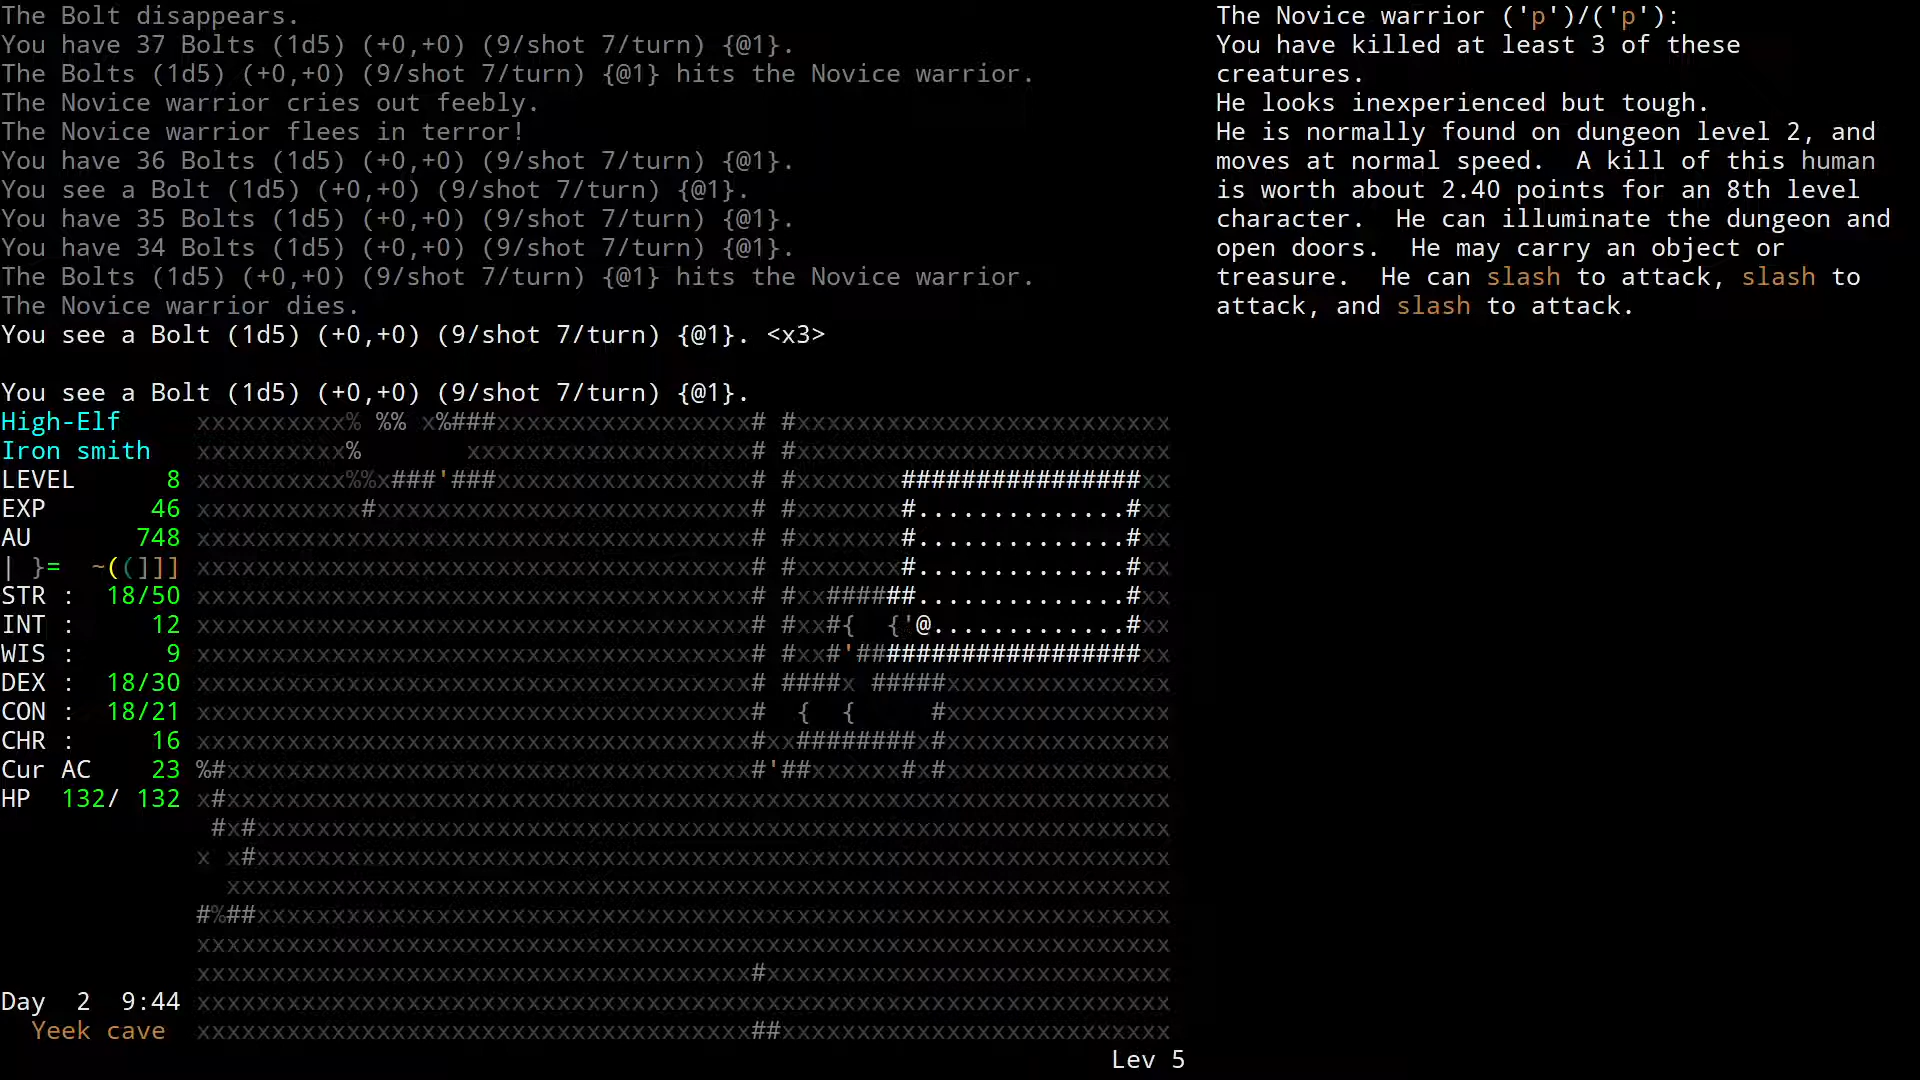 The Bolt disappears.
You have 37 Bolts (1d5) (+0,+0) (9/shot 7/turn) {@1}.
The Bolts (1d5) (+0,+0) (9/shot 7/turn) {@1} hits the Novice warrior.
The Novice warrior cries out feebly.
The Novice warrior flees in terror!
You have 36 Bolts (1d5) (+0,+0) (9/shot 7/turn) {@1}.
You see a Bolt (1d5) (+0,+0) (9/shot 7/turn) {@1}.
You have 35 Bolts (1d5) (+0,+0) (9/shot 7/turn) {@1}.
You have 34 Bolts (1d5) (+0,+0) (9/shot 7/turn) {@1}.
The Bolts (1d5) (+0,+0) (9/shot 7/turn) {@1} hits the Novice warrior.
The Novice warrior dies.
You see a Bolt (1d5) (+0,+0) (9/shot 7/turn) {@1}. <x3>
You see a Bolt (1d5) (+0,+0) (9/shot 7/turn) {@1}.
The Novice warrior ('p')/('p'):
You have killed at least 3 of these
creatures.
He looks inexperienced but tough.
He is normally found on dungeon level 2, and
moves at normal speed.  A kill of this human
is worth about 2.40 points for an 8th level
character.  He can illuminate the dungeon and
open doors.  He may carry an object or
treasure.  He can slash to attack, slash to
attack, and slash to attack.
High-Elf
Iron smith
LEVEL 8
EXP 46
AU 748
| }= ~((]]]
STR : 18/50
INT : 12
WIS : 9
DEX : 18/30
CON : 18/21
CHR : 16
Cur AC 23
HP 132/ 132
Day 2 9:44
Yeek cave
Lev 5